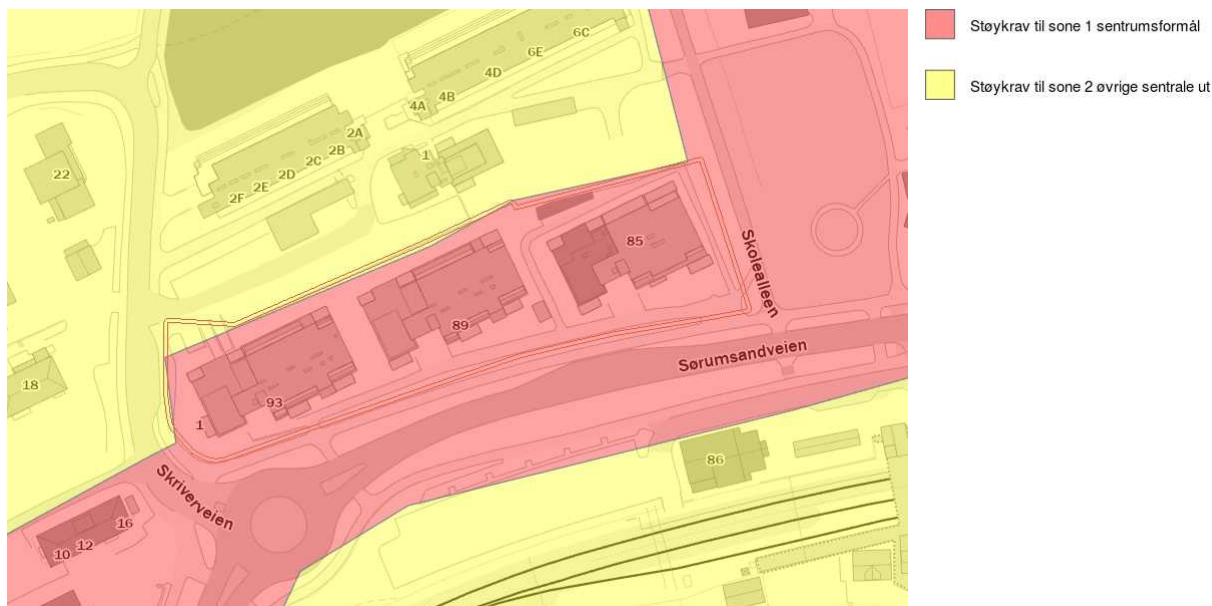 Støykrav til sone 1 sentrumsformål
Støykrav til sone 2 øvrige sentrale ut
6C
6E
4D
4B
4A
2A
2B
2C
2D
2E
2F
1
22
85
Skolealleen
89
Sørumsandveien
18
93
1
86
Skriverveien
16
12
10